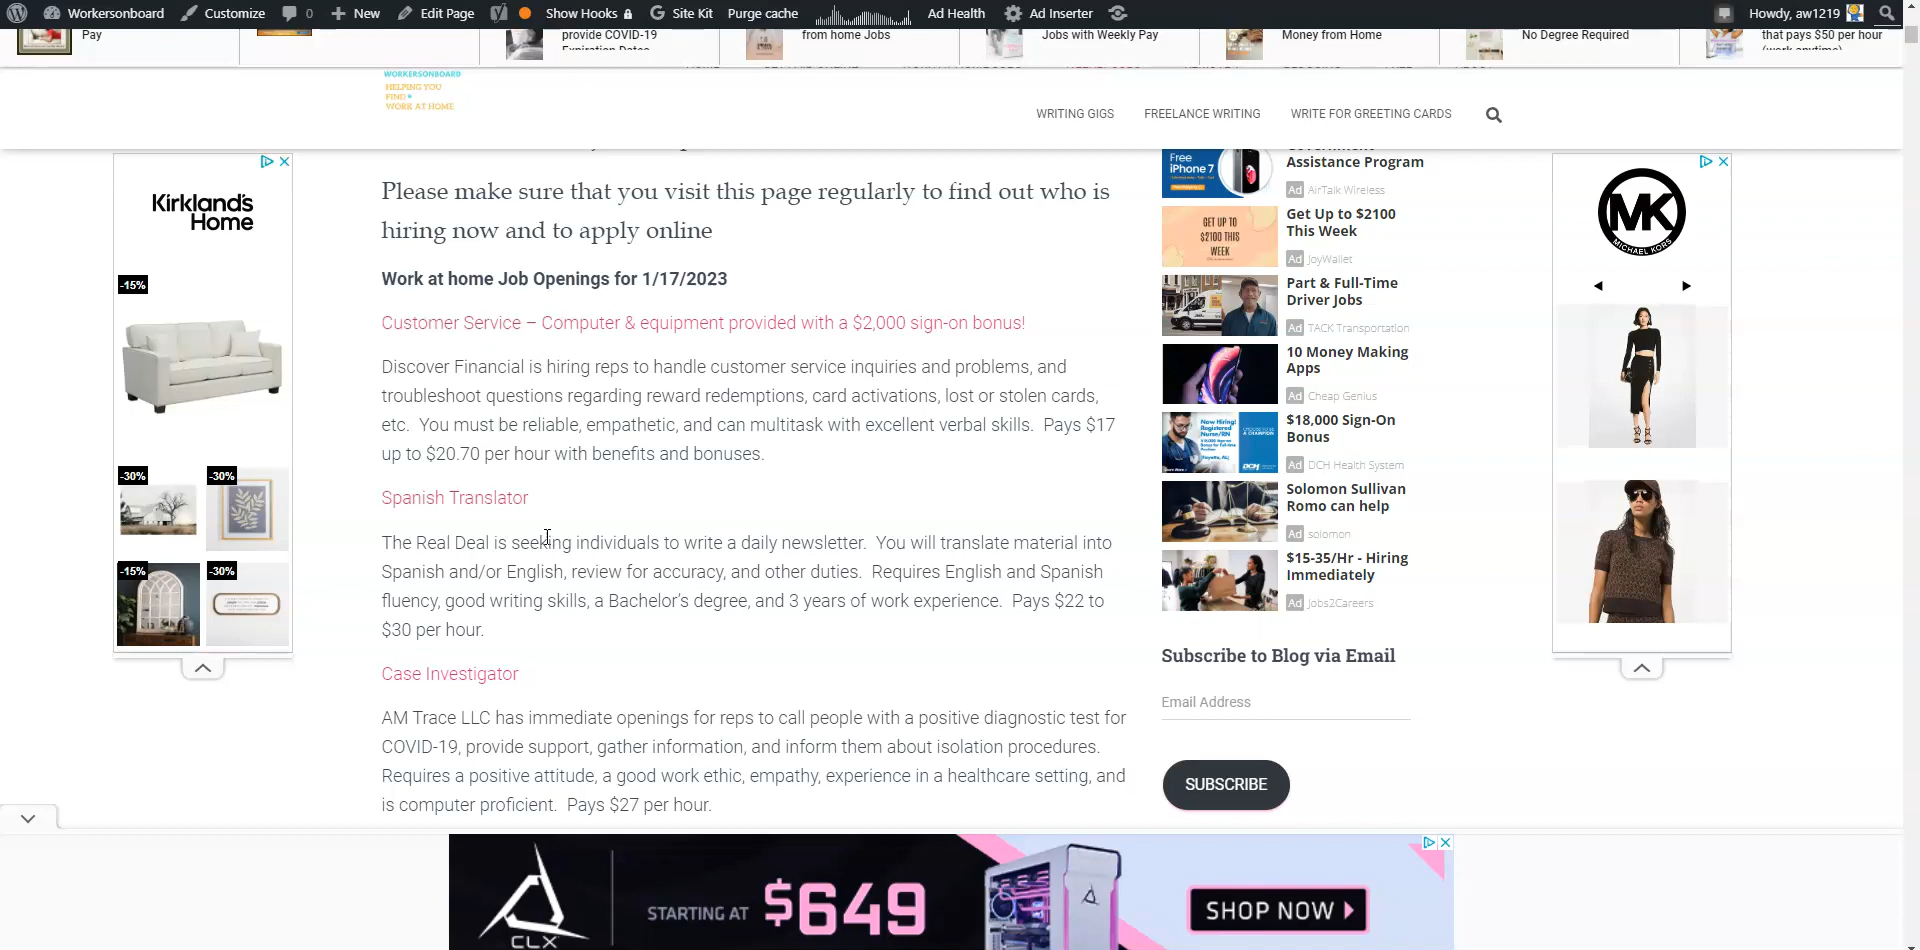 Workersonboard
Customize
0
New
Edit Page
Show Hooks
Site Kit
Purge cache
Ad Health
Ad Inserter
Howdy, aw1219
Pay
provide COVID-19
Expiration Dates
from home Jobs
Jobs with Weekly Pay
Money from Home
No Degree Required
that pays $50 per hour
(work anytime)
WORKERSONBOARD
HELPING YOU
FIND
WORK AT HOME
WRITING GIGS
FREELANCE WRITING
WRITE FOR GREETING CARDS
Kirkland's
Home
-15%
-30%
-30%
-15%
-30%
Please make sure that you visit this page regularly to find out who is
hiring now and to apply online
Work at home Job Openings for 1/17/2023
Customer Service – Computer & equipment provided with a $2,000 sign-on bonus!
Discover Financial is hiring reps to handle customer service inquiries and problems, and
troubleshoot questions regarding reward redemptions, card activations, lost or stolen cards,
etc.  You must be reliable, empathetic, and can multitask with excellent verbal skills.  Pays $17
up to $20.70 per hour with benefits and bonuses.
Spanish Translator
The Real Deal is seeking individuals to write a daily newsletter.  You will translate material into
Spanish and/or English, review for accuracy, and other duties.  Requires English and Spanish
fluency, good writing skills, a Bachelor's degree, and 3 years of work experience.  Pays $22 to
$30 per hour.
Case Investigator
AM Trace LLC has immediate openings for reps to call people with a positive diagnostic test for
COVID-19, provide support, gather information, and inform them about isolation procedures.
Requires a positive attitude, a good work ethic, empathy, experience in a healthcare setting, and
is computer proficient.  Pays $27 per hour.
Free
iPhone 7
Government
Assistance Program
Ad AirTalk Wireless
GET UP TO
$2100 THIS
WEEK
Get Up to $2100
This Week
Ad JoyWallet
Part & Full-Time
Driver Jobs
Ad TACK Transportation
10 Money Making
Apps
Ad Cheap Genius
Now Hiring!
Registered
Nurse/RN
DCH
$18,000 Sign-On
Bonus
Ad DCH Health System
Solomon Sullivan
Romo can help
Ad solomon
$15-35/Hr - Hiring
Immediately
Ad Jobs2Careers
Subscribe to Blog via Email
Email Address
SUBSCRIBE
MK
MICHAEL KORS
CLX
STARTING AT $649
SHOP NOW